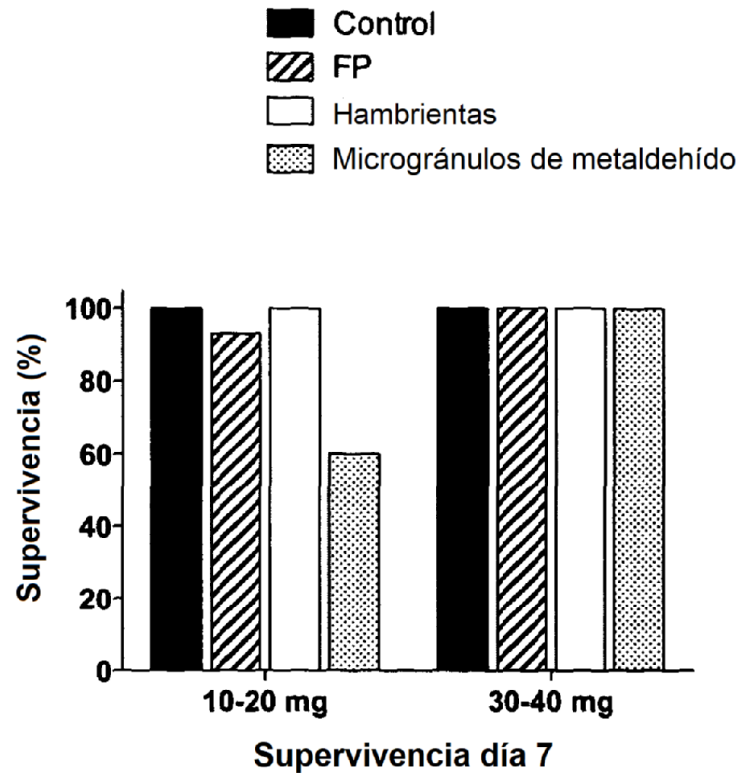 Control
FP
Hambrientas
Microgránulos de metaldehído
Supervivencia (%)
100
80
60
40
20
0
10-20 mg
30-40 mg
Supervivencia día 7